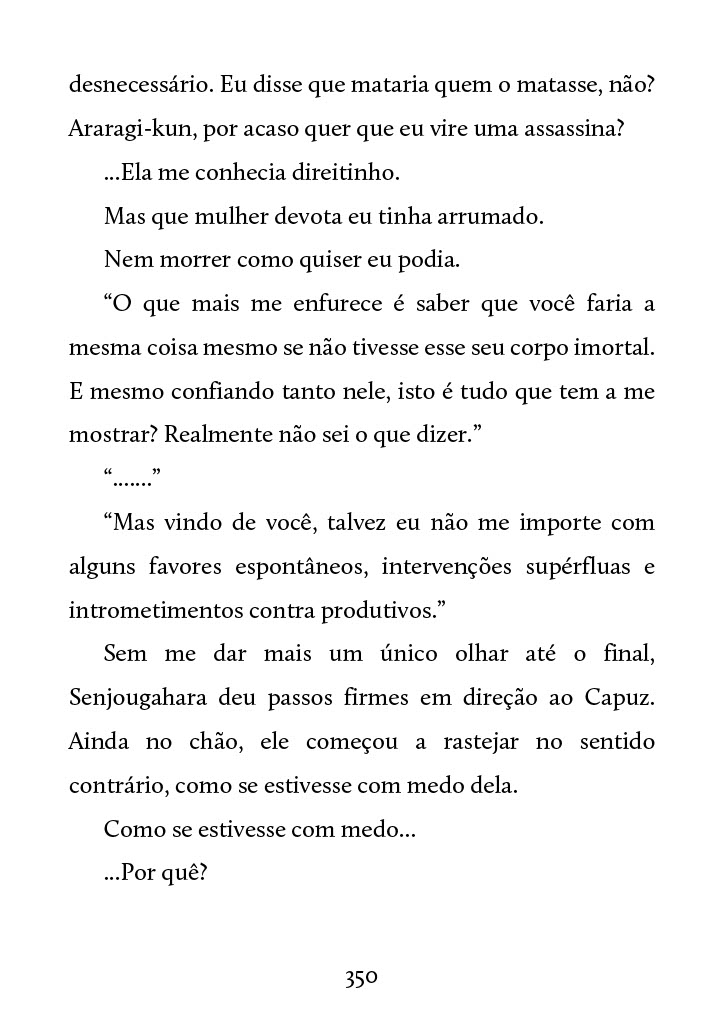 desnecessário. Eu disse que mataria quem o matasse, não?
Araragi-kun, por acaso quer que eu vire uma assassina?
...Ela me conhecia direitinho.
Mas que mulher devota eu tinha arrumado.
Nem morrer como quiser eu podia.
“O que mais me enfurece é saber que você faria a
mesma coisa mesmo se não tivesse esse seu corpo imortal.
E mesmo confiando tanto nele, isto é tudo que tem a me
mostrar? Realmente não sei o que dizer.”
“.......”
“Mas vindo de você, talvez eu não me importe com
alguns favores espontâneos, intervenções supérfluas e
intrometimentos contra produtivos.”
Sem me dar mais um único olhar até o final,
Senjougahara deu passos firmes em direção ao Capuz.
Ainda no chão, ele começou a rastejar no sentido
contrário, como se estivesse com medo dela.
Como se estivesse com medo...
...Por quê?
350